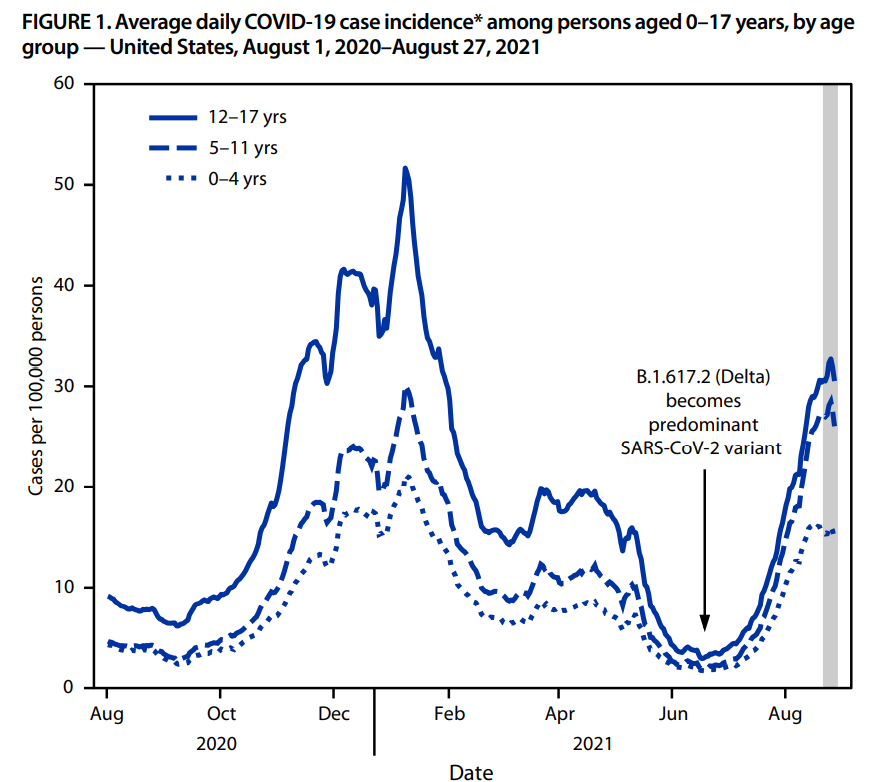 FIGURE 1. Average daily COVID-19 case incidence* among persons aged 0–17 years, by age
group — United States, August 1, 2020–August 27, 2021
60
50
40
30
20
10
0
Cases per 100,000 persons
12–17 yrs
5–11 yrs
0–4 yrs
B.1.617.2 (Delta)
becomes
predominant
SARS-CoV-2 variant
Aug Oct Dec Feb Apr Jun Aug
2020 2021
Date